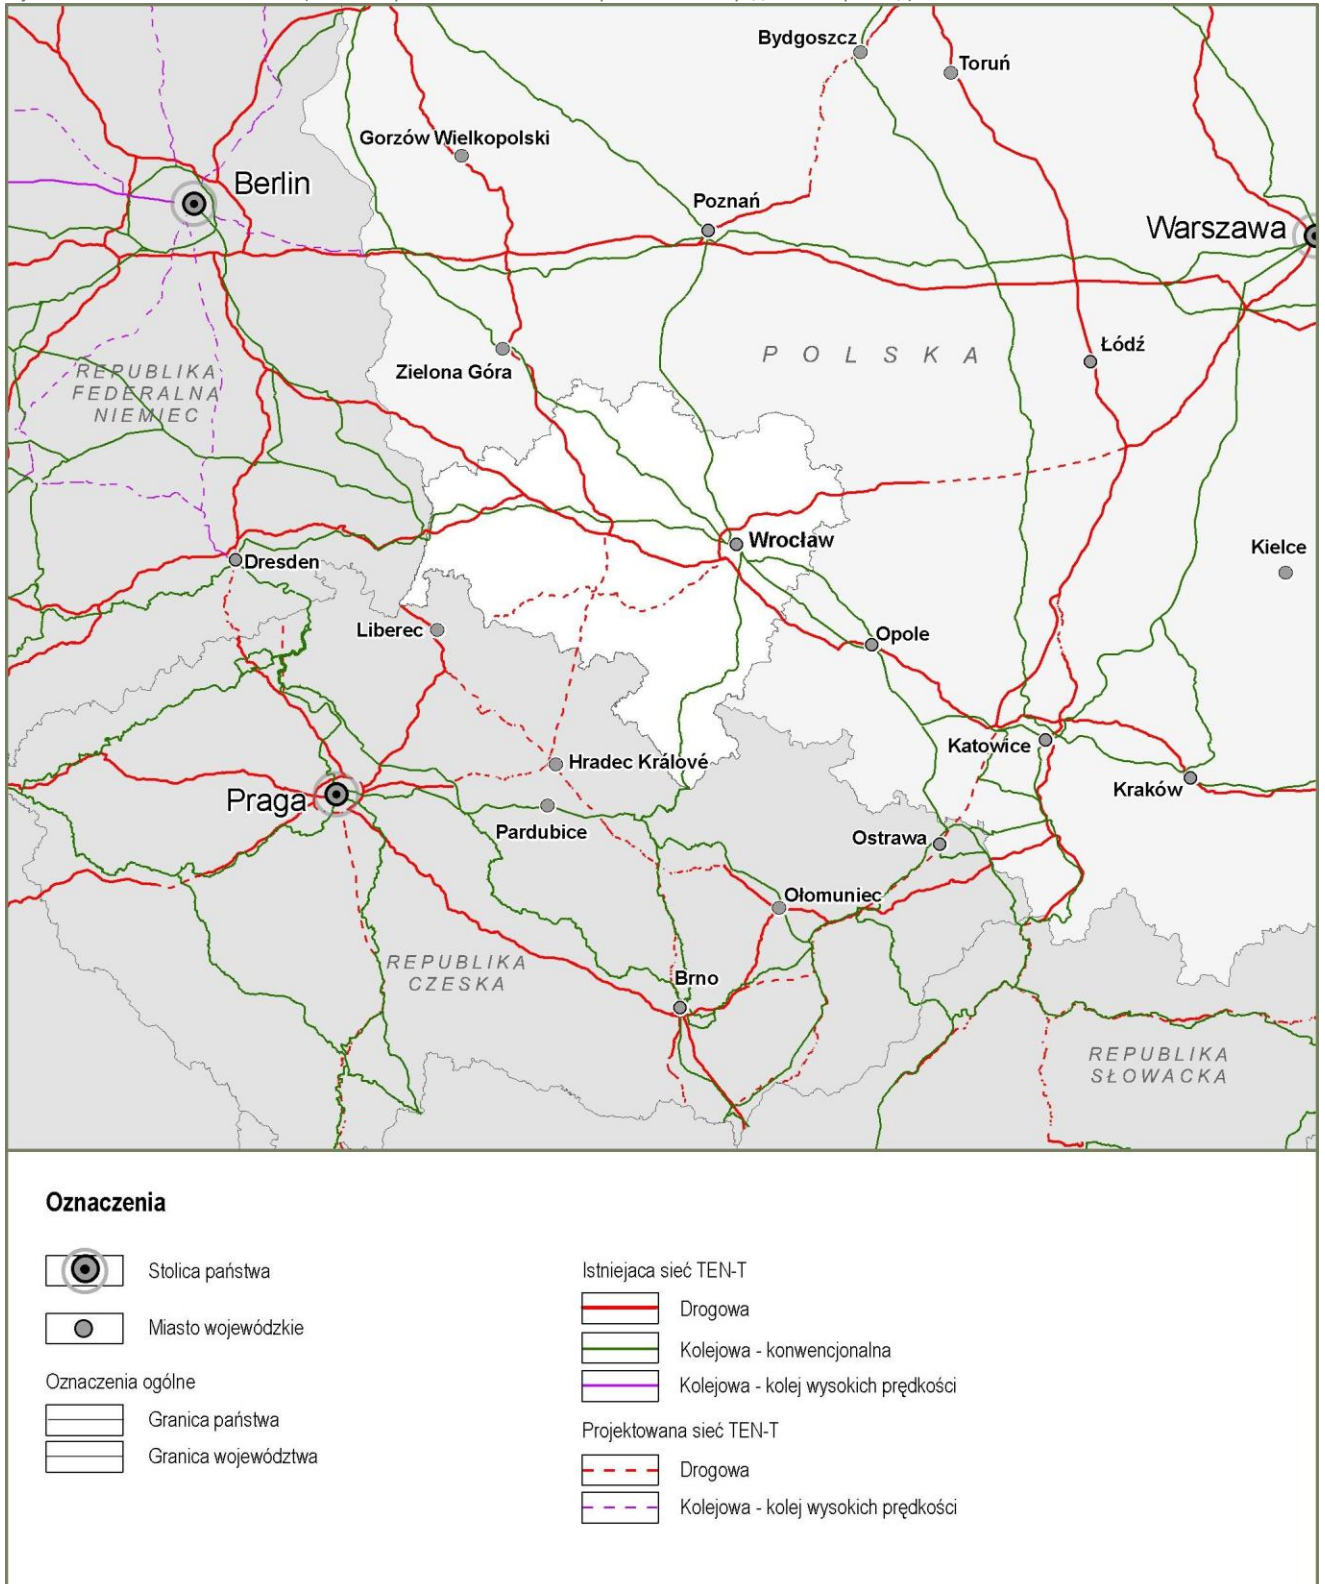 Bydgoszcz
Toruń
Gorzów Wielkopolski
Berlin
Poznań
Warszawa
Zielona Góra
POLSKA
Łódź
REPUBLIKA
FEDERALNA
NIEMIEC
Wrocław
Kielce
Dresden
Liberec
Opole
Katowice
Hradec Králové
Kraków
Praga
Pardubice
Ostrawa
Ołomuniec
REPUBLIKA
CZESKA
Brno
REPUBLIKA
SŁOWACKA
Oznaczenia
Stolica państwa
Miasto wojewódzkie
Oznaczenia ogólne
Granica państwa
Granica województwa
Istniejaca sieć TEN-T
Drogowa
Kolejowa - konwencjonalna
Kolejowa - kolej wysokich prędkości
Projektowana sieć TEN-T
Drogowa
Kolejowa - kolej wysokich prędkości